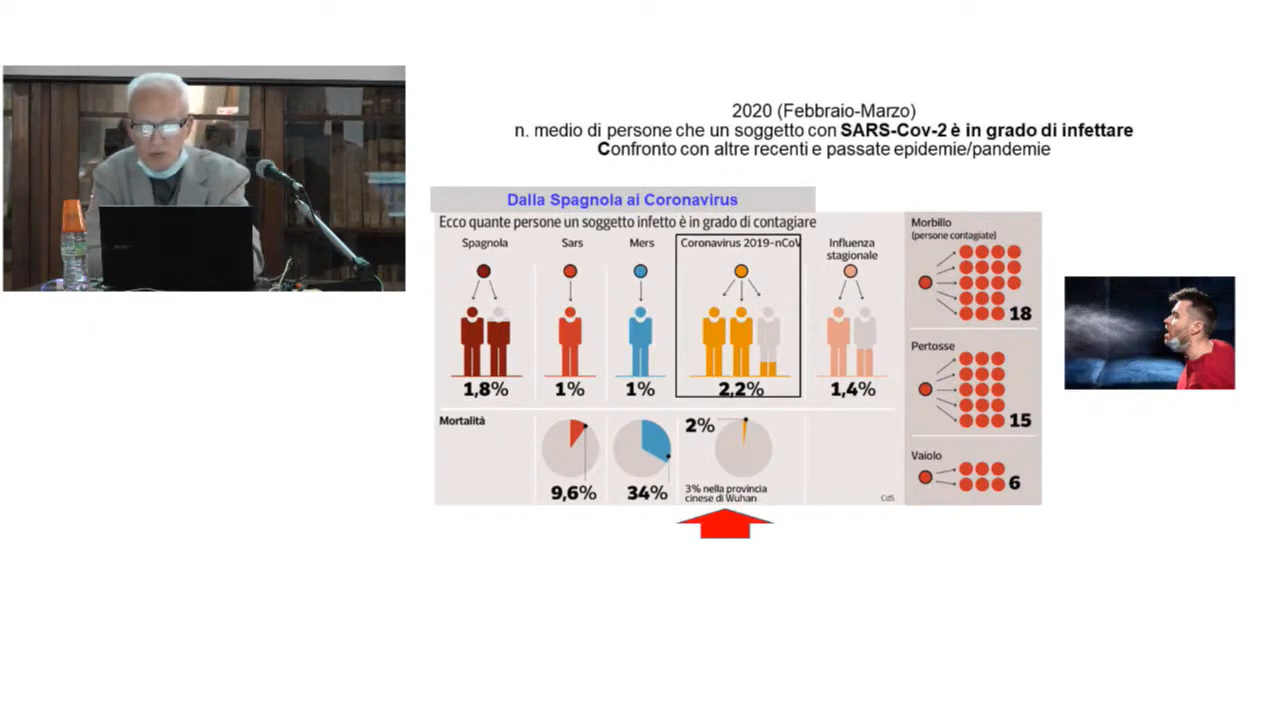 2020 (Febbraio-Marzo)
n. medio di persone che un soggetto con SARS-Cov-2 è in grado di infettare
Confronto con altre recenti e passate epidemie/pandemie
Dalla Spagnola ai Coronavirus
Ecco quante persone un soggetto infetto è in grado di contagiare
Spagnola
Sars
Mers
Coronavirus 2019-nCoV
Influenza
stagionale
1,8%
1%
1%
2,2%
1,4%
Mortalità
9,6%
34%
2%
3% nella provincia
cinese di Wuhan
CdS
Morbillo
(persone contagiate)
18
Pertosse
15
Vaiolo
6